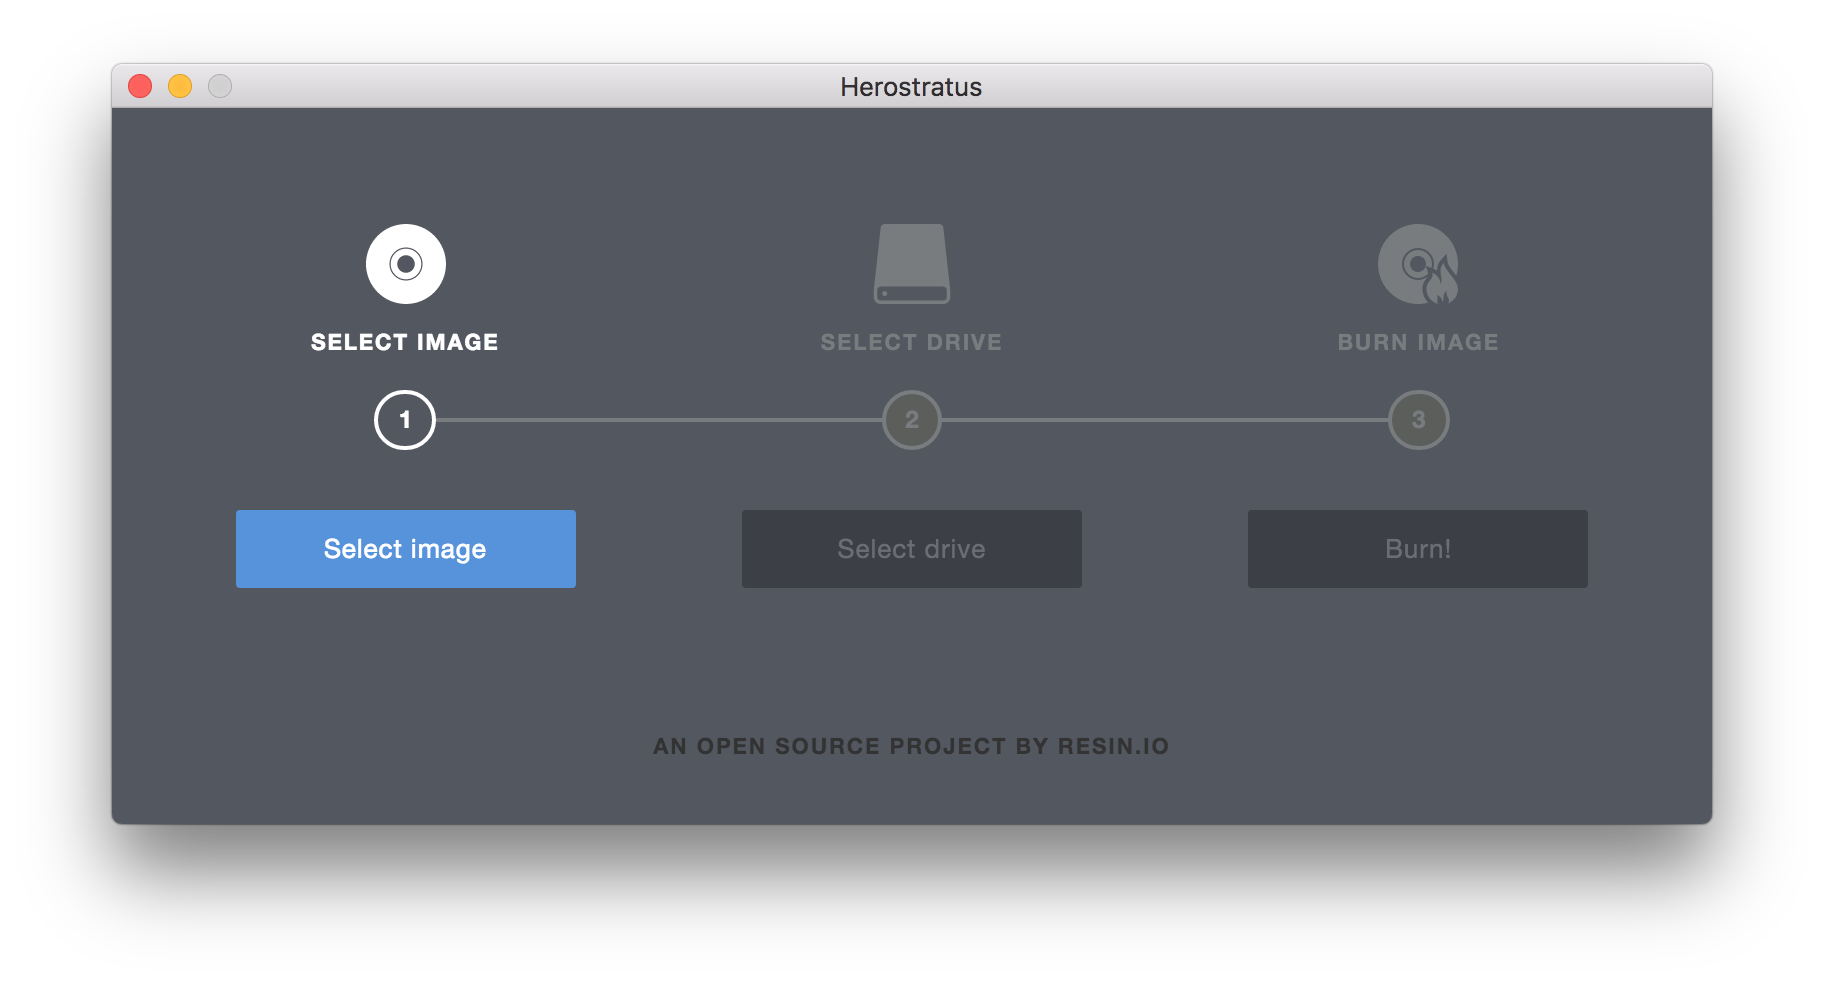 Herostratus
SELECT IMAGE
SELECT DRIVE
BURN IMAGE
1
2
3
Select image
Select drive
Burn!
AN OPEN SOURCE PROJECT BY RESIN.IO